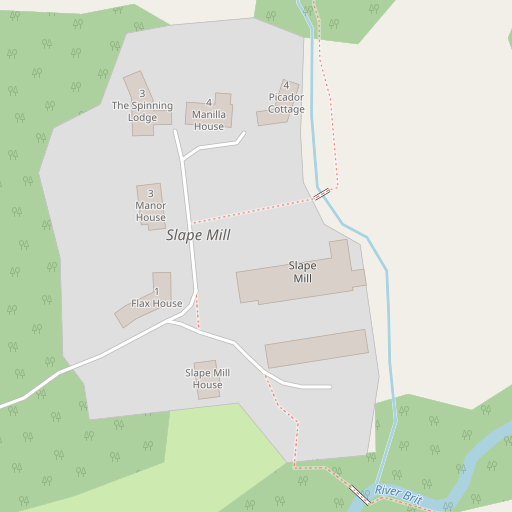 3
The Spinning
Lodge
4
Manilla
House
4
Picador
Cottage
3
Manor
House
Slape Mill
Slape
Mill
1
Flax House
Slape Mill
House
River Brit